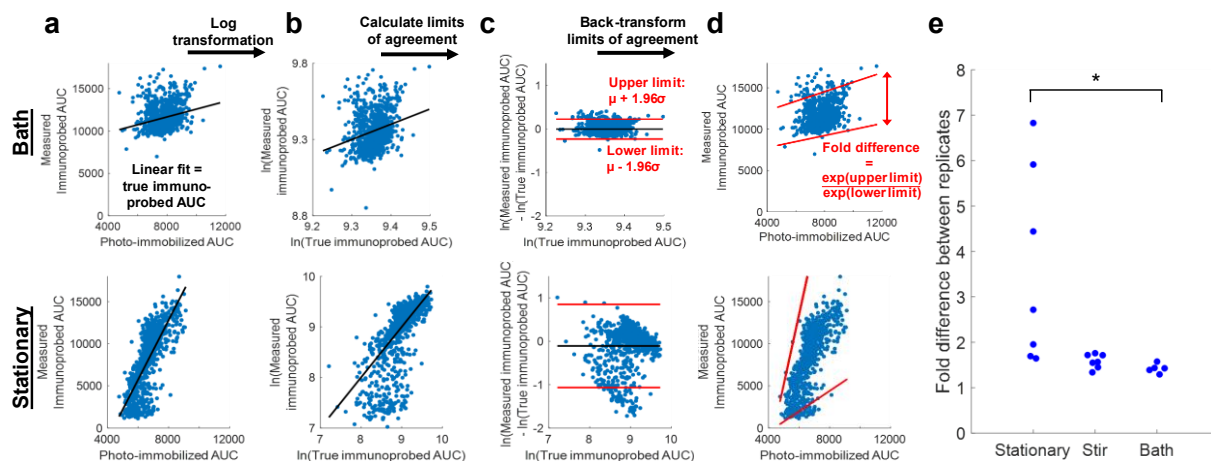 a
Log
transformation
b
Calculate limits
of agreement
c
Back-transform
limits of agreement
d
e
Bath
Measured
Immunoprobed AUC
15000
10000
5000
0
4000
8000
12000
Photo-immobilized AUC
Linear fit =
true immuno-
probed AUC
ln(Measured
immunoprobed AUC)
9.8
9.3
8.8
9.2
9.3
9.4
9.5
ln(True immunoprobed AUC)
ln(Measured immunoprobed AUC
- ln(True immunoprobed AUC)
1
0
-1
-2
9.2
9.3
9.4
9.5
ln(True immunoprobed AUC)
Upper limit:
μ + 1.96σ
Lower limit:
μ - 1.96σ
Measured
Immunoprobed AUC
15000
10000
5000
0
4000
8000
12000
Photo-immobilized AUC
Fold difference
=
exp(upper limit)
exp(lower limit)
Stationary
Measured
Immunoprobed AUC
15000
10000
5000
0
4000
8000
12000
Photo-immobilized AUC
ln(Measured
immunoprobed AUC)
10
9
8
7
7
8
9
10
ln(True immunoprobed AUC)
ln(Measured immunoprobed AUC
- ln(True immunoprobed AUC)
1
0
-1
-2
7
8
9
10
ln(True immunoprobed AUC)
Measured
Immunoprobed AUC
15000
10000
5000
0
4000
8000
12000
Photo-immobilized AUC
Fold difference between replicates
8
7
6
5
4
3
2
1
0
*
Stationary
Stir
Bath